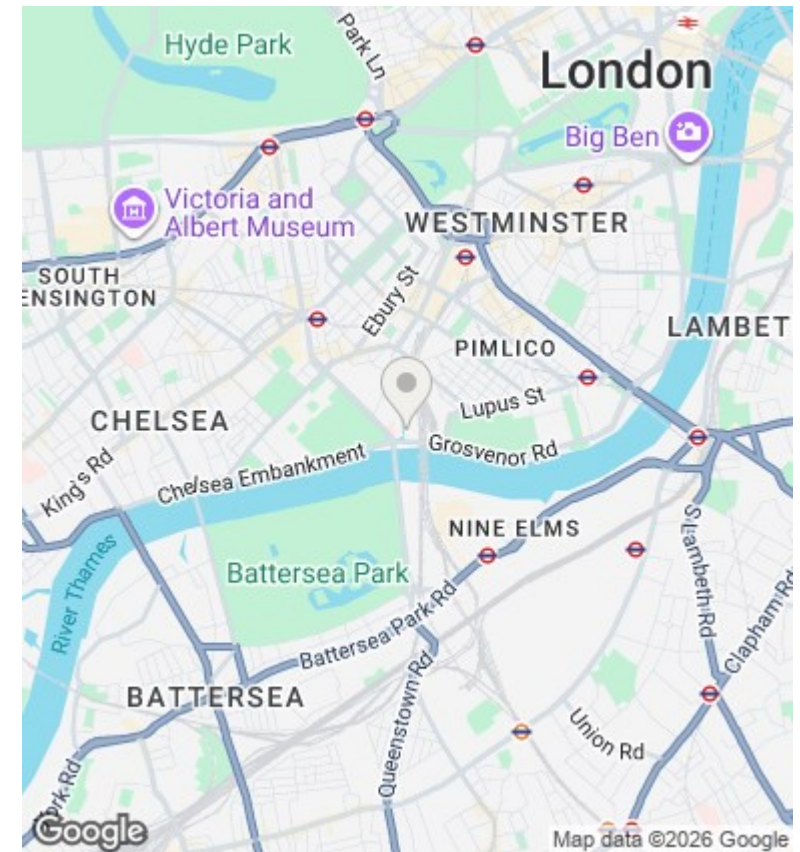 Hyde Park
Park Ln
London
Big Ben
Victoria and
Albert Museum
WESTMINSTER
SOUTH
ENSINGTON
Ebury St
LAMBET
PIMLICO
Lupus St
CHELSEA
Grosvenor Rd
King's Rd
Chelsea Embankment
NINE ELMS
S Lambeth Rd
River Thames
Battersea Park
Battersea Park Rd
Clapham Rd
BATTERSEA
Queenstown Rd
Union Rd
York Rd
Google
Map data ©2026 Google